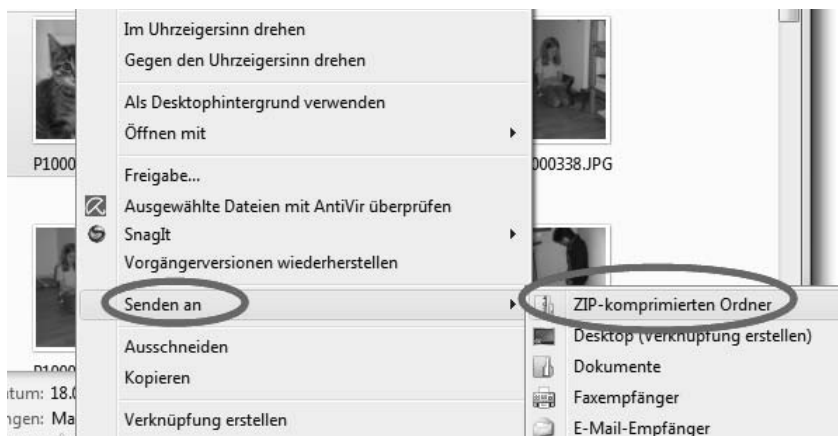 Im Uhrzeigersinn drehen
Gegen den Uhrzeigersinn drehen
Als Desktophintergrund verwenden
Öffnen mit
P1000
000338.JPG
Freigabe...
Ausgewählte Dateien mit AntiVir überprüfen
SnagIt
Vorgängerversionen wiederherstellen
Senden an
ZIP-komprimierten Ordner
Desktop (Verknüpfung erstellen)
Ausschneiden
Dokumente
P1000
Kopieren
tum: 18.0
Faxempfänger
ngen: Ma
Verknüpfung erstellen
E-Mail-Empfänger